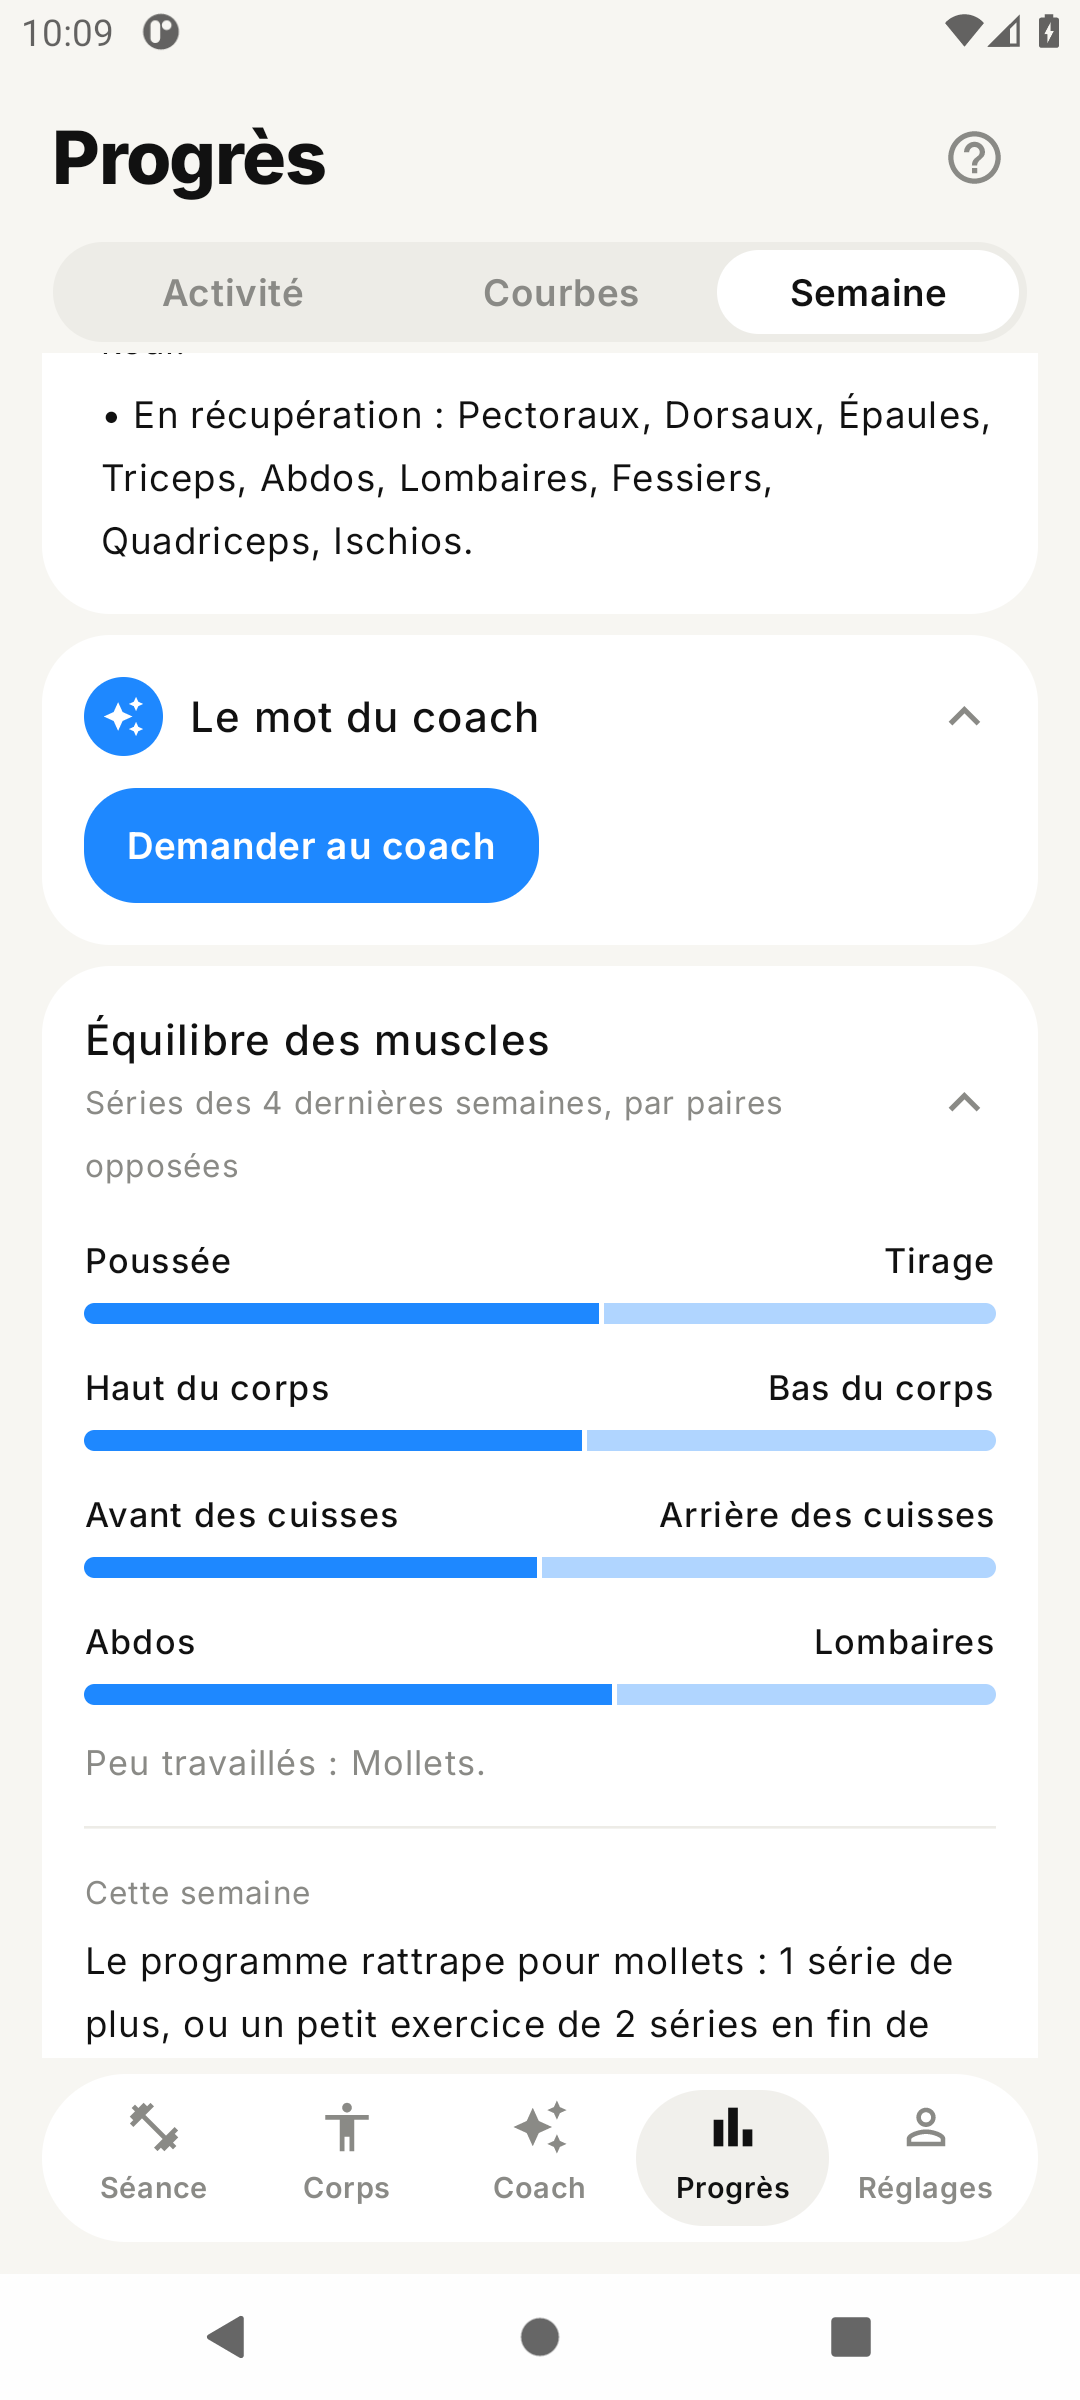 10:09
Progrès
Activité
Courbes
Semaine
• En récupération : Pectoraux, Dorsaux, Épaules,
Triceps, Abdos, Lombaires, Fessiers,
Quadriceps, Ischios.
Le mot du coach
Demander au coach
Équilibre des muscles
Séries des 4 dernières semaines, par paires
opposées
Poussée
Tirage
Haut du corps
Bas du corps
Avant des cuisses
Arrière des cuisses
Abdos
Lombaires
Peu travaillés : Mollets.
Cette semaine
Le programme rattrape pour mollets : 1 série de
plus, ou un petit exercice de 2 séries en fin de
Séance
Corps
Coach
Progrès
Réglages